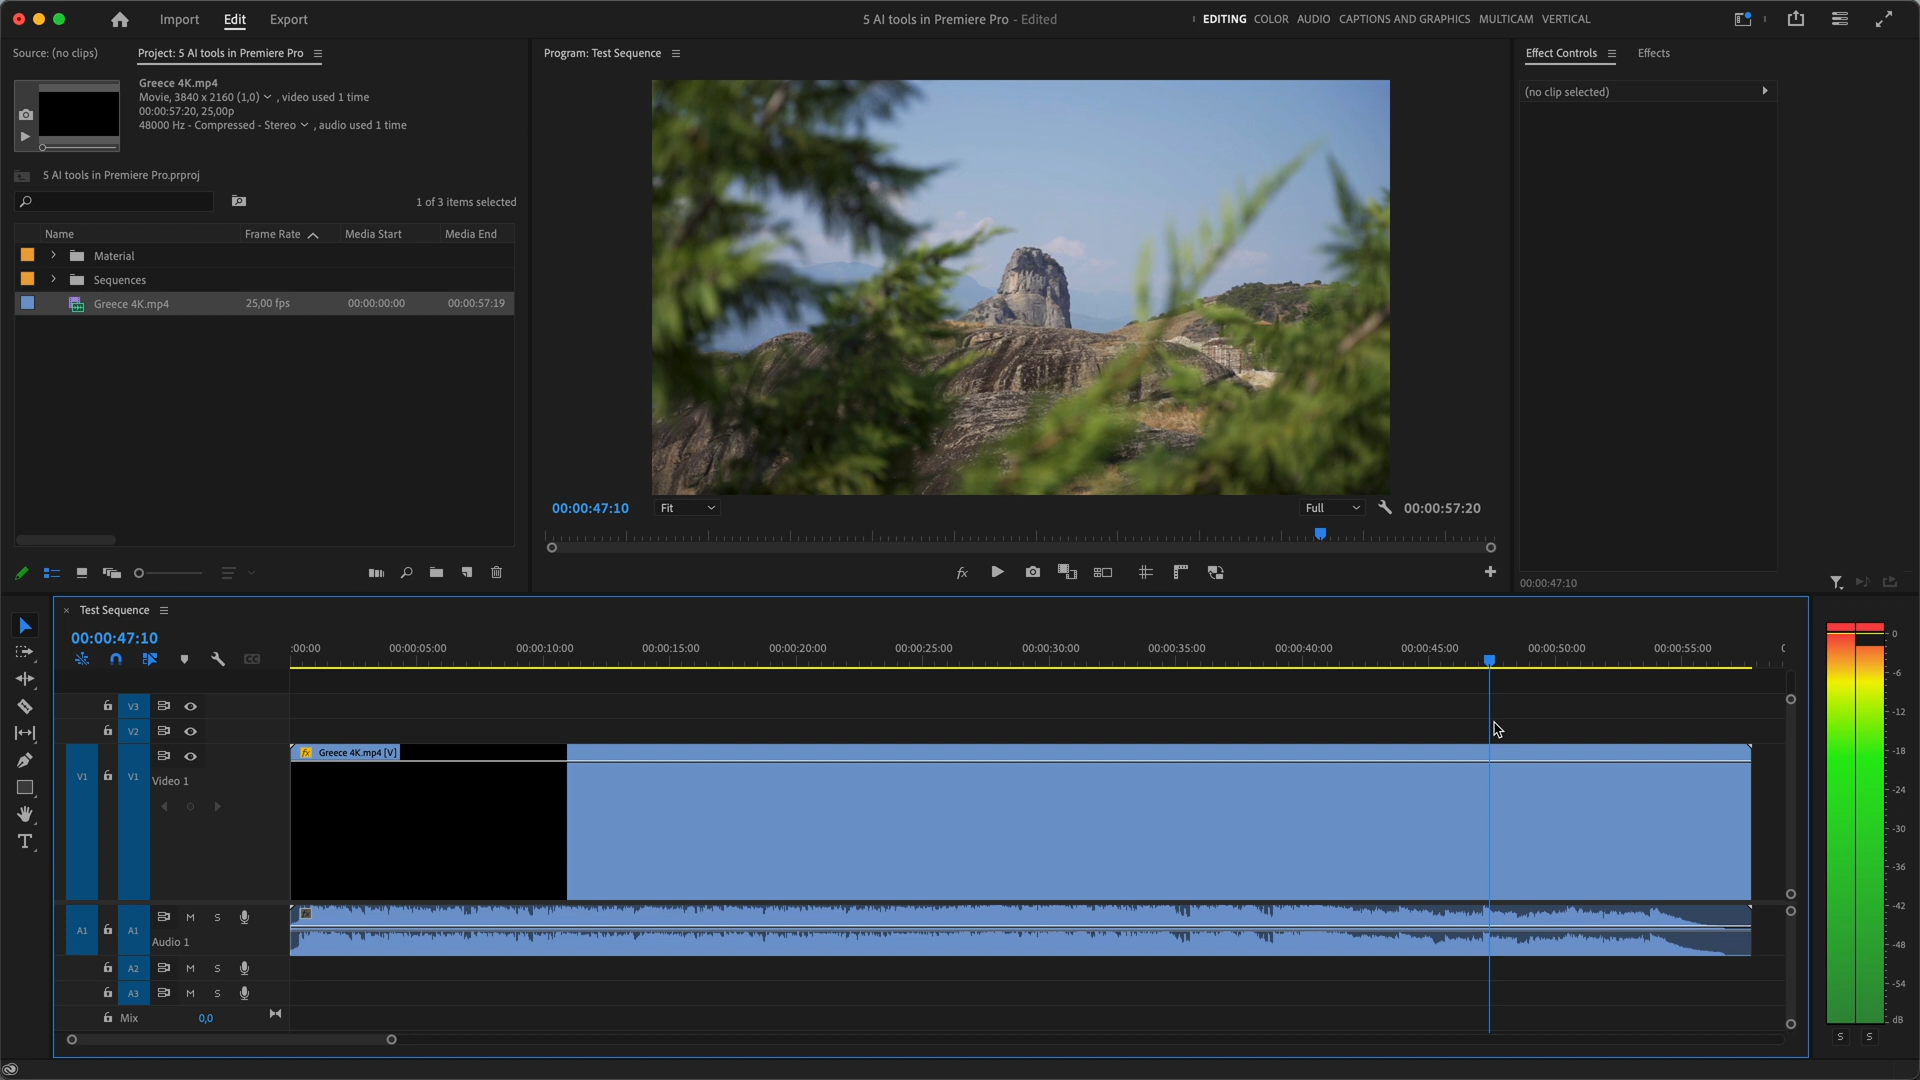 Import Edit Export
5 AI tools in Premiere Pro - Edited
EDITING COLOR AUDIO CAPTIONS AND GRAPHICS MULTICAM VERTICAL
Source: (no clips) Project: 5 AI tools in Premiere Pro
Greece 4K.mp4
Movie, 3840 x 2160 (1,0) , video used 1 time
00:00:57:20, 25,00p
48000 Hz - Compressed - Stereo , audio used 1 time
5 AI tools in Premiere Pro.prproj
1 of 3 items selected
Name Frame Rate Media Start Media End
Material
Sequences
Greece 4K.mp4 25,00 fps 00:00:00:00 00:00:57:19
Program: Test Sequence
00:00:47:10 Fit Full 00:00:57:20
fx
Effect Controls Effects
(no clip selected)
00:00:47:10
× Test Sequence
00:00:47:10
:00:00 00:00:05:00 00:00:10:00 00:00:15:00 00:00:20:00 00:00:25:00 00:00:30:00 00:00:35:00 00:00:40:00 00:00:45:00 00:00:50:00 00:00:55:00
CC
V3
V2
fx Greece 4K.mp4 [V]
V1 V1 Video 1
M S
fx
A1 A1 Audio 1
A2 M S
A3 M S
Mix 0,0
T
0
-6
-12
-18
-24
-30
-36
-42
-48
-54
dB
S S